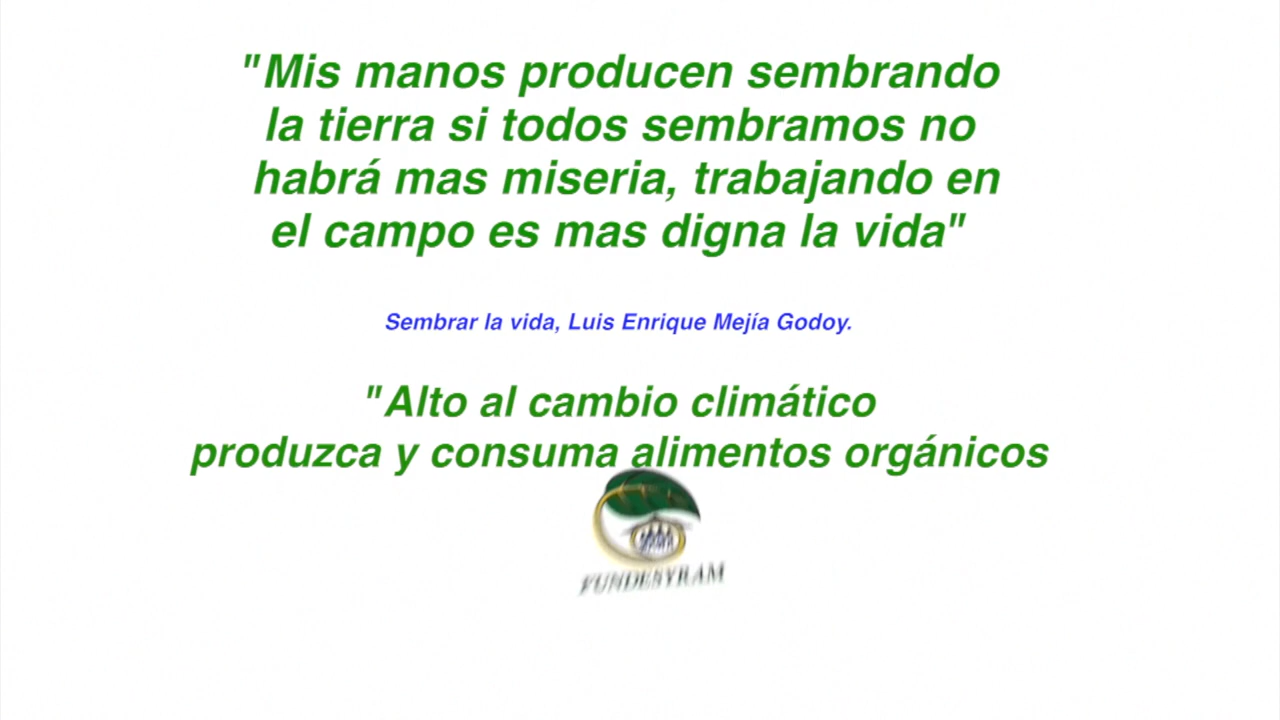 "Mis manos producen sembrando
la tierra si todos sembramos no
habrá mas miseria, trabajando en
el campo es mas digna la vida"
Sembrar la vida, Luis Enrique Mejía Godoy.
"Alto al cambio climático
produzca y consuma alimentos orgánicos
FUNDESYRAM